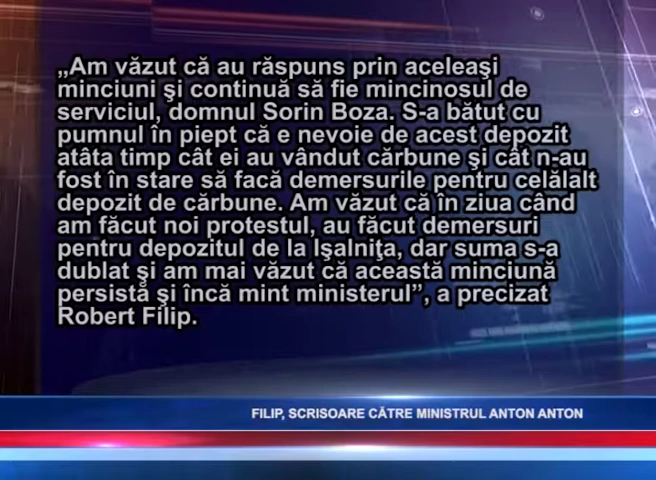 „Am văzut că au răspuns prin aceleaşi
minciuni şi continuă să fie mincinosul de
serviciul, domnul Sorin Boza. S-a bătut cu
pumnul în piept că e nevoie de acest depozit
atâta timp cât ei au vândut cărbune şi cât n-au
fost în stare să facă demersurile pentru celălalt
depozit de cărbune. Am văzut că în ziua când
am făcut noi protestul, au făcut demersuri
pentru depozitul de la Işalniţa, dar suma s-a
dublat şi am mai văzut că această minciună
persistă şi încă mint ministerul”, a precizat
Robert Filip.
FILIP, SCRISOARE CĂTRE MINISTRUL ANTON ANTON